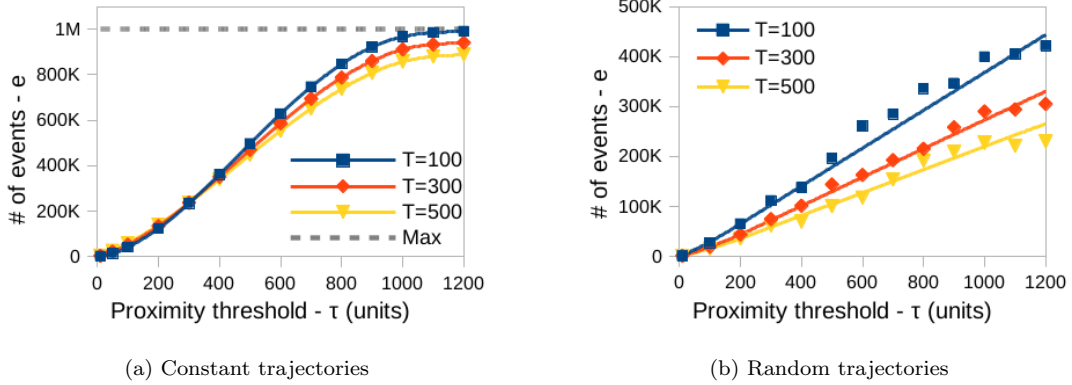 1M
800K
600K
400K
200K
0
# of events - e
T=100
T=300
T=500
Max
0 200 400 600 800 1000 1200
Proximity threshold - τ (units)
(a) Constant trajectories
500K
400K
300K
200K
100K
0
# of events - e
T=100
T=300
T=500
0 200 400 600 800 1000 1200
Proximity threshold - τ (units)
(b) Random trajectories